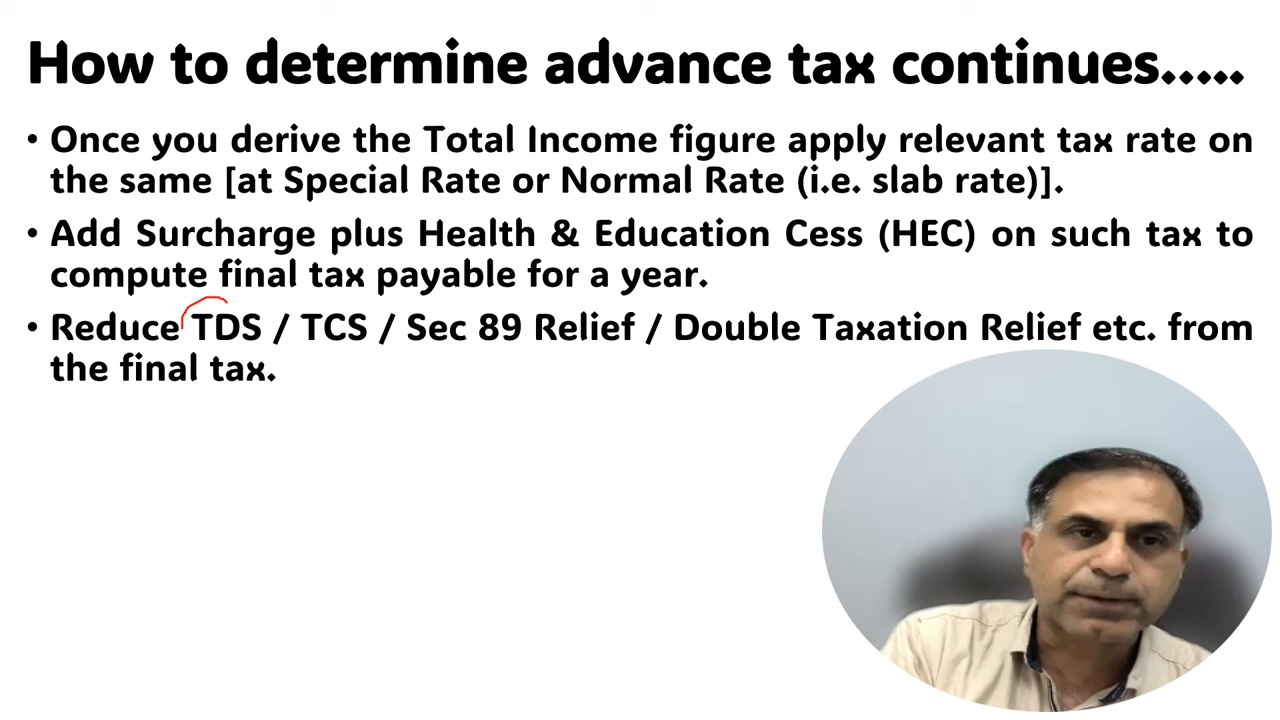 How to determine advance tax continues.....
• Once you derive the Total Income figure apply relevant tax rate on
the same [at Special Rate or Normal Rate (i.e. slab rate)].
• Add Surcharge plus Health & Education Cess (HEC) on such tax to
compute final tax payable for a year.
• Reduce TDS / TCS / Sec 89 Relief / Double Taxation Relief etc. from
the final tax.